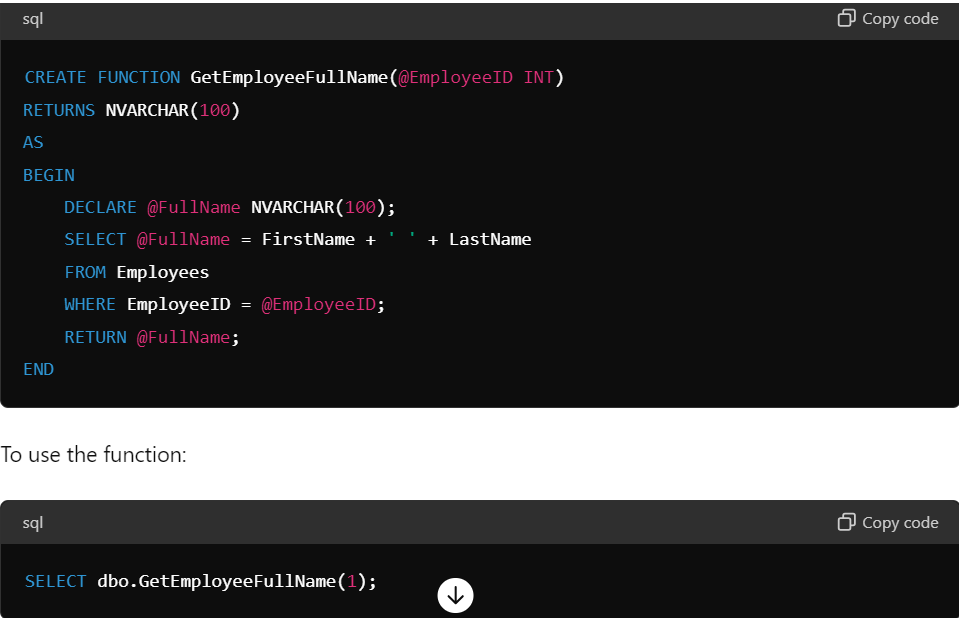 sql Copy code
CREATE FUNCTION GetEmployeeFullName(@EmployeeID INT)
RETURNS NVARCHAR(100)
AS
BEGIN
    DECLARE @FullName NVARCHAR(100);
    SELECT @FullName = FirstName + ' ' + LastName
    FROM Employees
    WHERE EmployeeID = @EmployeeID;
    RETURN @FullName;
END
To use the function:
sql Copy code
SELECT dbo.GetEmployeeFullName(1);